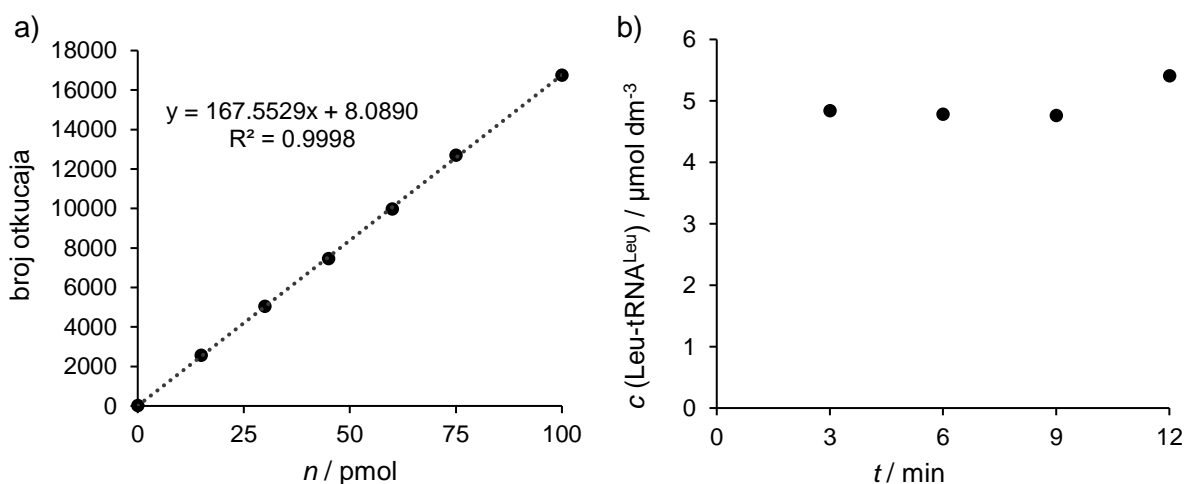 a)
18000
16000
14000
12000
10000
8000
6000
4000
2000
0
y = 167.5529x + 8.0890
R² = 0.9998
broj otkucaja
0 25 50 75 100
n / pmol
b)
6
5
4
3
2
1
0
c (Leu-tRNAᴸᵉᵘ) / μmol dm⁻³
0 3 6 9 12
t / min